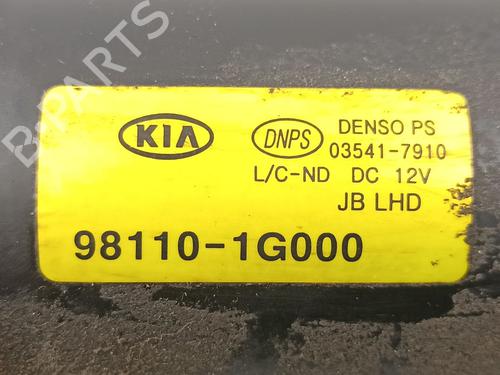 B-PARTS
KIA
DNPS
DENSO PS
03541-7910
L/C-ND DC 12V
JB LHD
98110-1G000